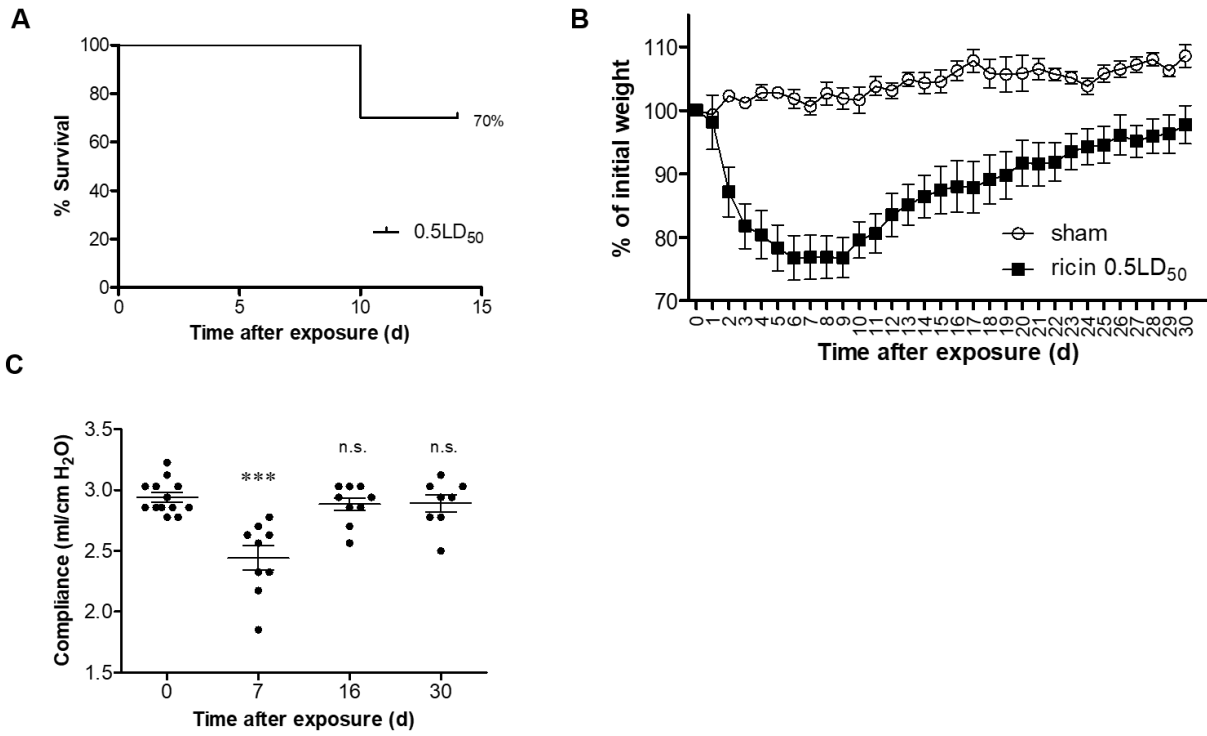 A
% Survival
100
80
60
40
20
0
70%
0.5LD50
0 5 10 15
Time after exposure (d)
B
% of initial weight
110
100
90
80
70
sham
ricin 0.5LD50
0 1 2 3 4 5 6 7 8 9 10 11 12 13 14 15 16 17 18 19 20 21 22 23 24 25 26 27 28 29 30
Time after exposure (d)
C
Compliance (ml/cm H2O)
3.5
3.0
2.5
2.0
1.5
***
n.s.
n.s.
0 7 16 30
Time after exposure (d)